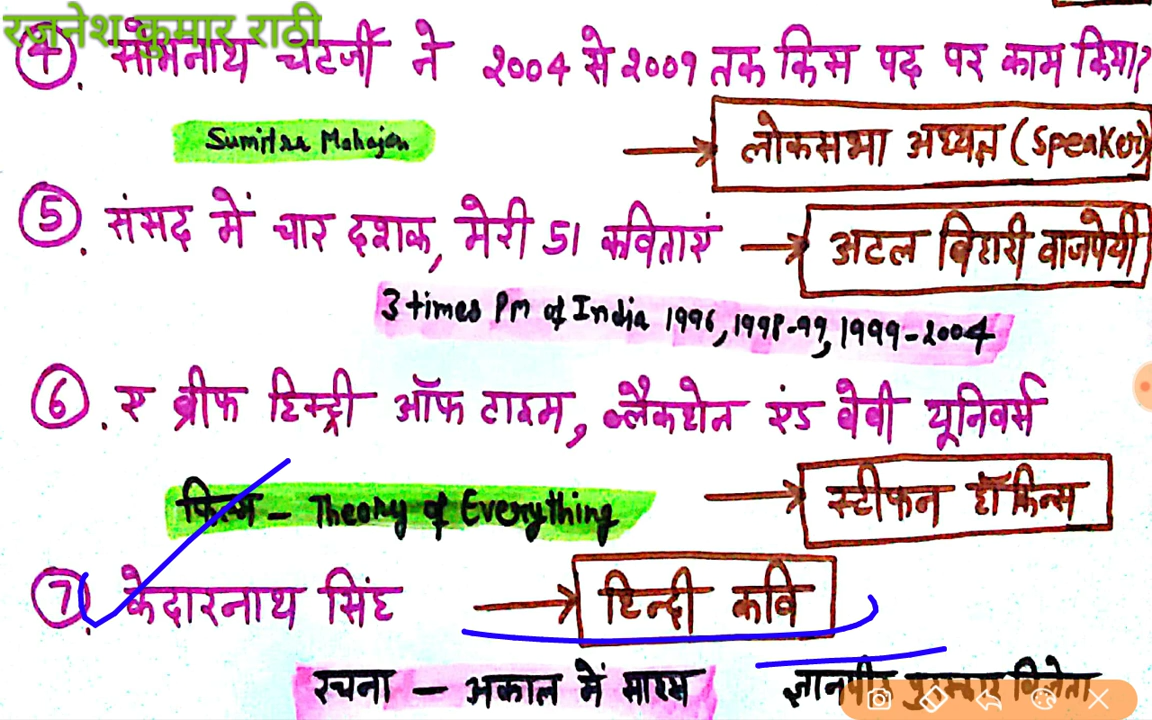 रजनेश कुमार राठी
4. सोमनाथ चटर्जी ने 2004 से 2009 तक किस पद पर काम किया?
Sumitra Mahajan → लोकसभा अध्यक्ष (Speaker)
5. संसद में चार दशक, मेरी 51 कविताएं → अटल बिहारी वाजपेयी
3 times PM of India 1996, 1998-99, 1999-2004
6. ए ब्रीफ हिस्ट्री ऑफ टाइम, ब्लैकहोल एंड बेबी यूनिवर्स
फिल्म - Theory of Everything → स्टीफन हॉकिन्स
7. केदारनाथ सिंह → हिन्दी कवि
रचना - अकाल में सारस ज्ञानपीठ पुरस्कार विजेता